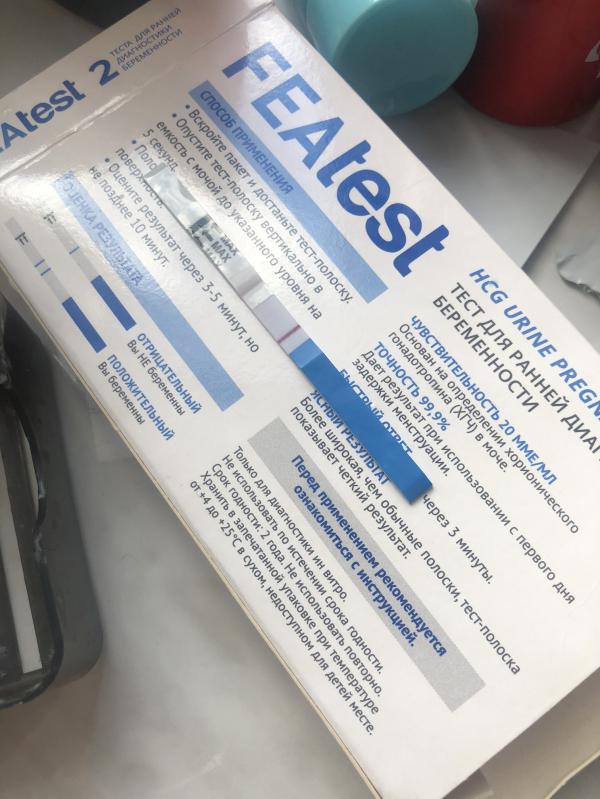 FEAtest 2
ТЕСТА ДЛЯ РАННЕЙ
ДИАГНОСТИКИ
БЕРЕМЕННОСТИ
FEAtest
HCG URINE
ТЕСТ ДЛЯ РАННЕЙ
БЕРЕМЕННОСТИ
СПОСОБ ПРИМЕНЕНИЯ
• Вскройте пакет и достаньте тест-полоску.
• Опустите тест-полоску вертикально в
емкость с мочой до указанного уровня на
5 секунд
•
• Оцените результат через 3-5 минут, но
не позднее 10 минут.
MAX
MAX
ОЦЕНКА РЕЗУЛЬТАТА
ОТРИЦАТЕЛЬНЫЙ
Вы НЕ беременны
ПОЛОЖИТЕЛЬНЫЙ
Вы беременны
ЧУВСТВИТЕЛЬНОСТЬ 20 ММЕ/МЛ
Основан на определении хорионического
гонадотропина (ХГЧ) в моче.
ТОЧНОСТЬ 99,9%
Дает результат при использовании с первого дня
задержки менструации.
БЫСТРЫЙ ОТВЕТ
через 3 минуты.
РЕЗУЛЬТАТ
Более широкая, чем обычные полоски, тест-полоска
показывает четкий результат.
Перед применением рекомендуется
ознакомиться с инструкцией.
Только для диагностики ин витро.
Не использовать по истечении срока годности.
Срок годности: 2 года. Не использовать повторно.
Хранить в запечатанной упаковке при температуре
от +4 до +25°С в сухом, недоступном для детей месте.